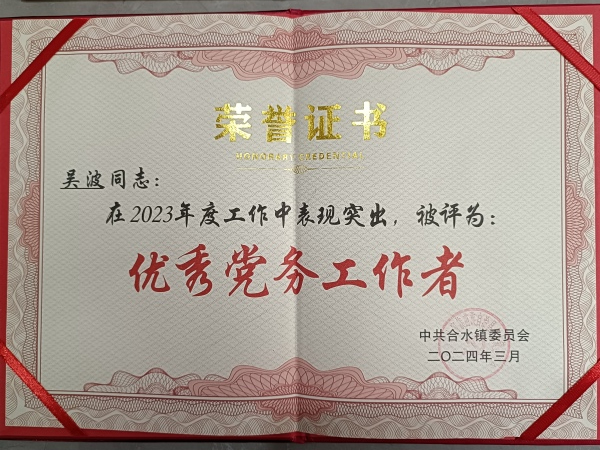 荣誉证书
HONORARY CREDENTIAL
吴波同志：
在2023年度工作中表现突出，被评为：
优秀党务工作者
中共合水镇委员会
二〇二四年三月